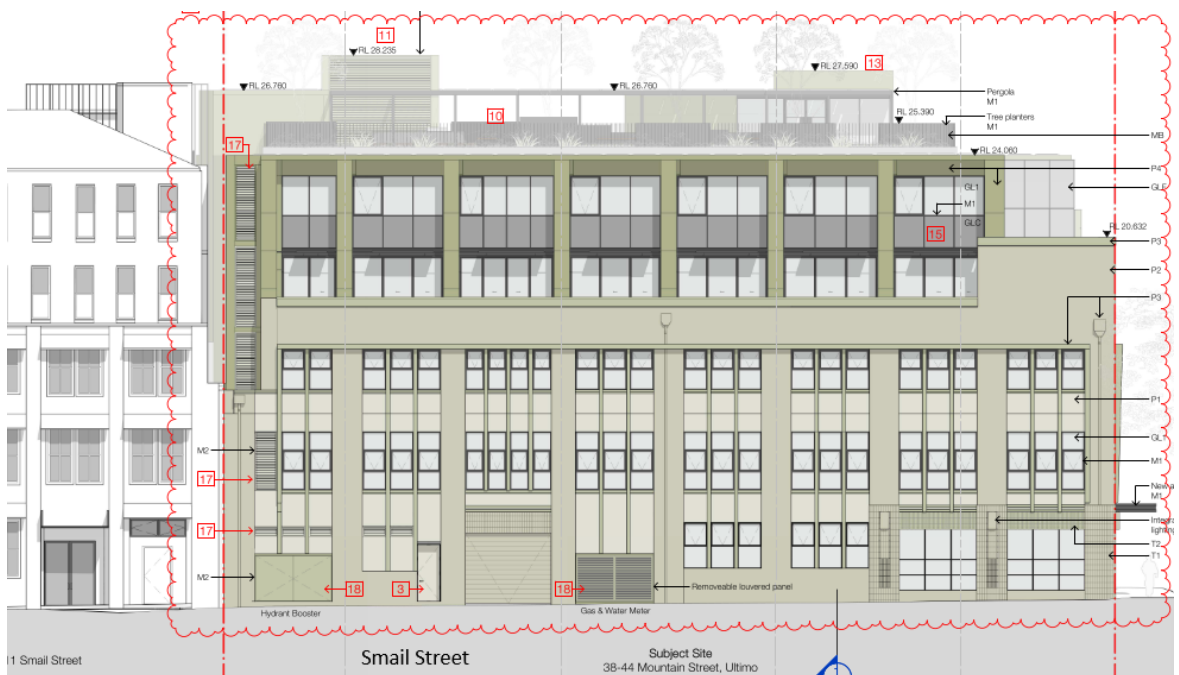 11
RL 28.235
RL 27.590
13
RL 26.760
RL 26.760
Pergola
M1
10
RL 25.390
Tree planters
M1
MB
17
RL 24.060
P4
GL1
M1
GLC
15
RL 20.632
P3
P2
P3
P1
GL1
M2
M1
17
M1
17
T2
T1
M2
18
3
18
Removeable louvered panel
Hydrant Booster
Gas & Water Meter
11 Smail Street
Smail Street
Subject Site
38-44 Mountain Street, Ultimo